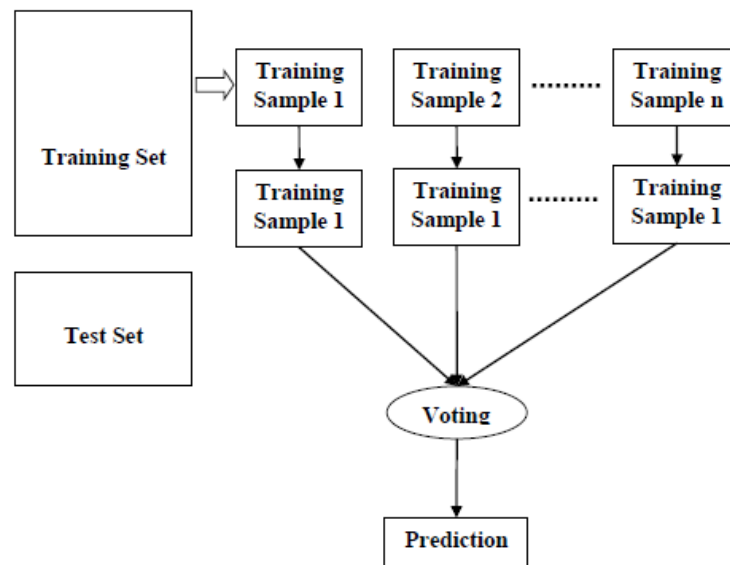 Training
Sample 1
Training
Sample 2
.........
Training
Sample n
Training Set
Training
Sample 1
Training
Sample 1
.........
Training
Sample 1
Test Set
Voting
Prediction